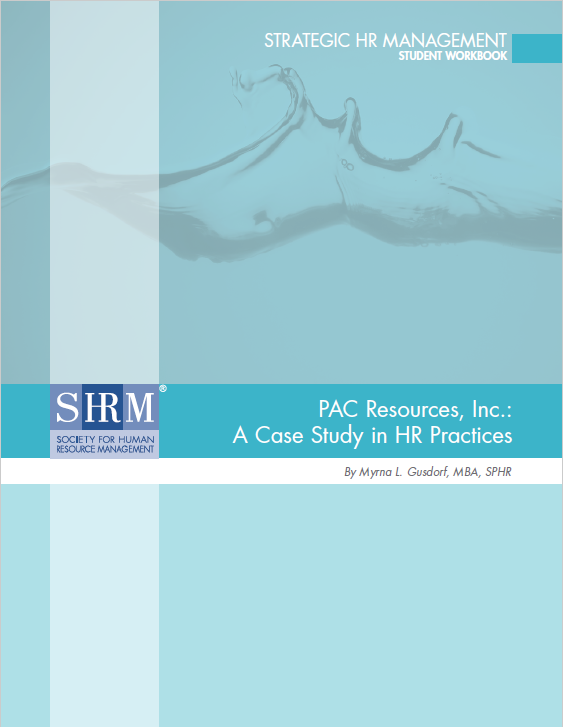 STRATEGIC HR MANAGEMENT
STUDENT WORKBOOK
SHRM®
SOCIETY FOR HUMAN
RESOURCE MANAGEMENT
PAC Resources, Inc.:
A Case Study in HR Practices
By Myrna L. Gusdorf, MBA, SPHR